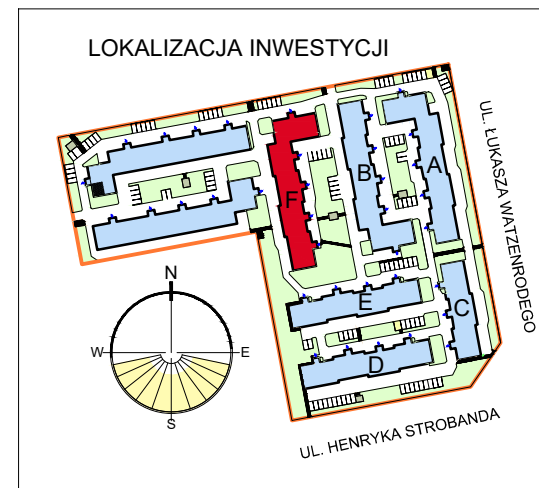 LOKALIZACJA INWESTYCJI
A
B
F
UL. ŁUKASZA WATZENRODEGO
C
E
D
N
W
E
S
UL. HENRYKA STROBANDA